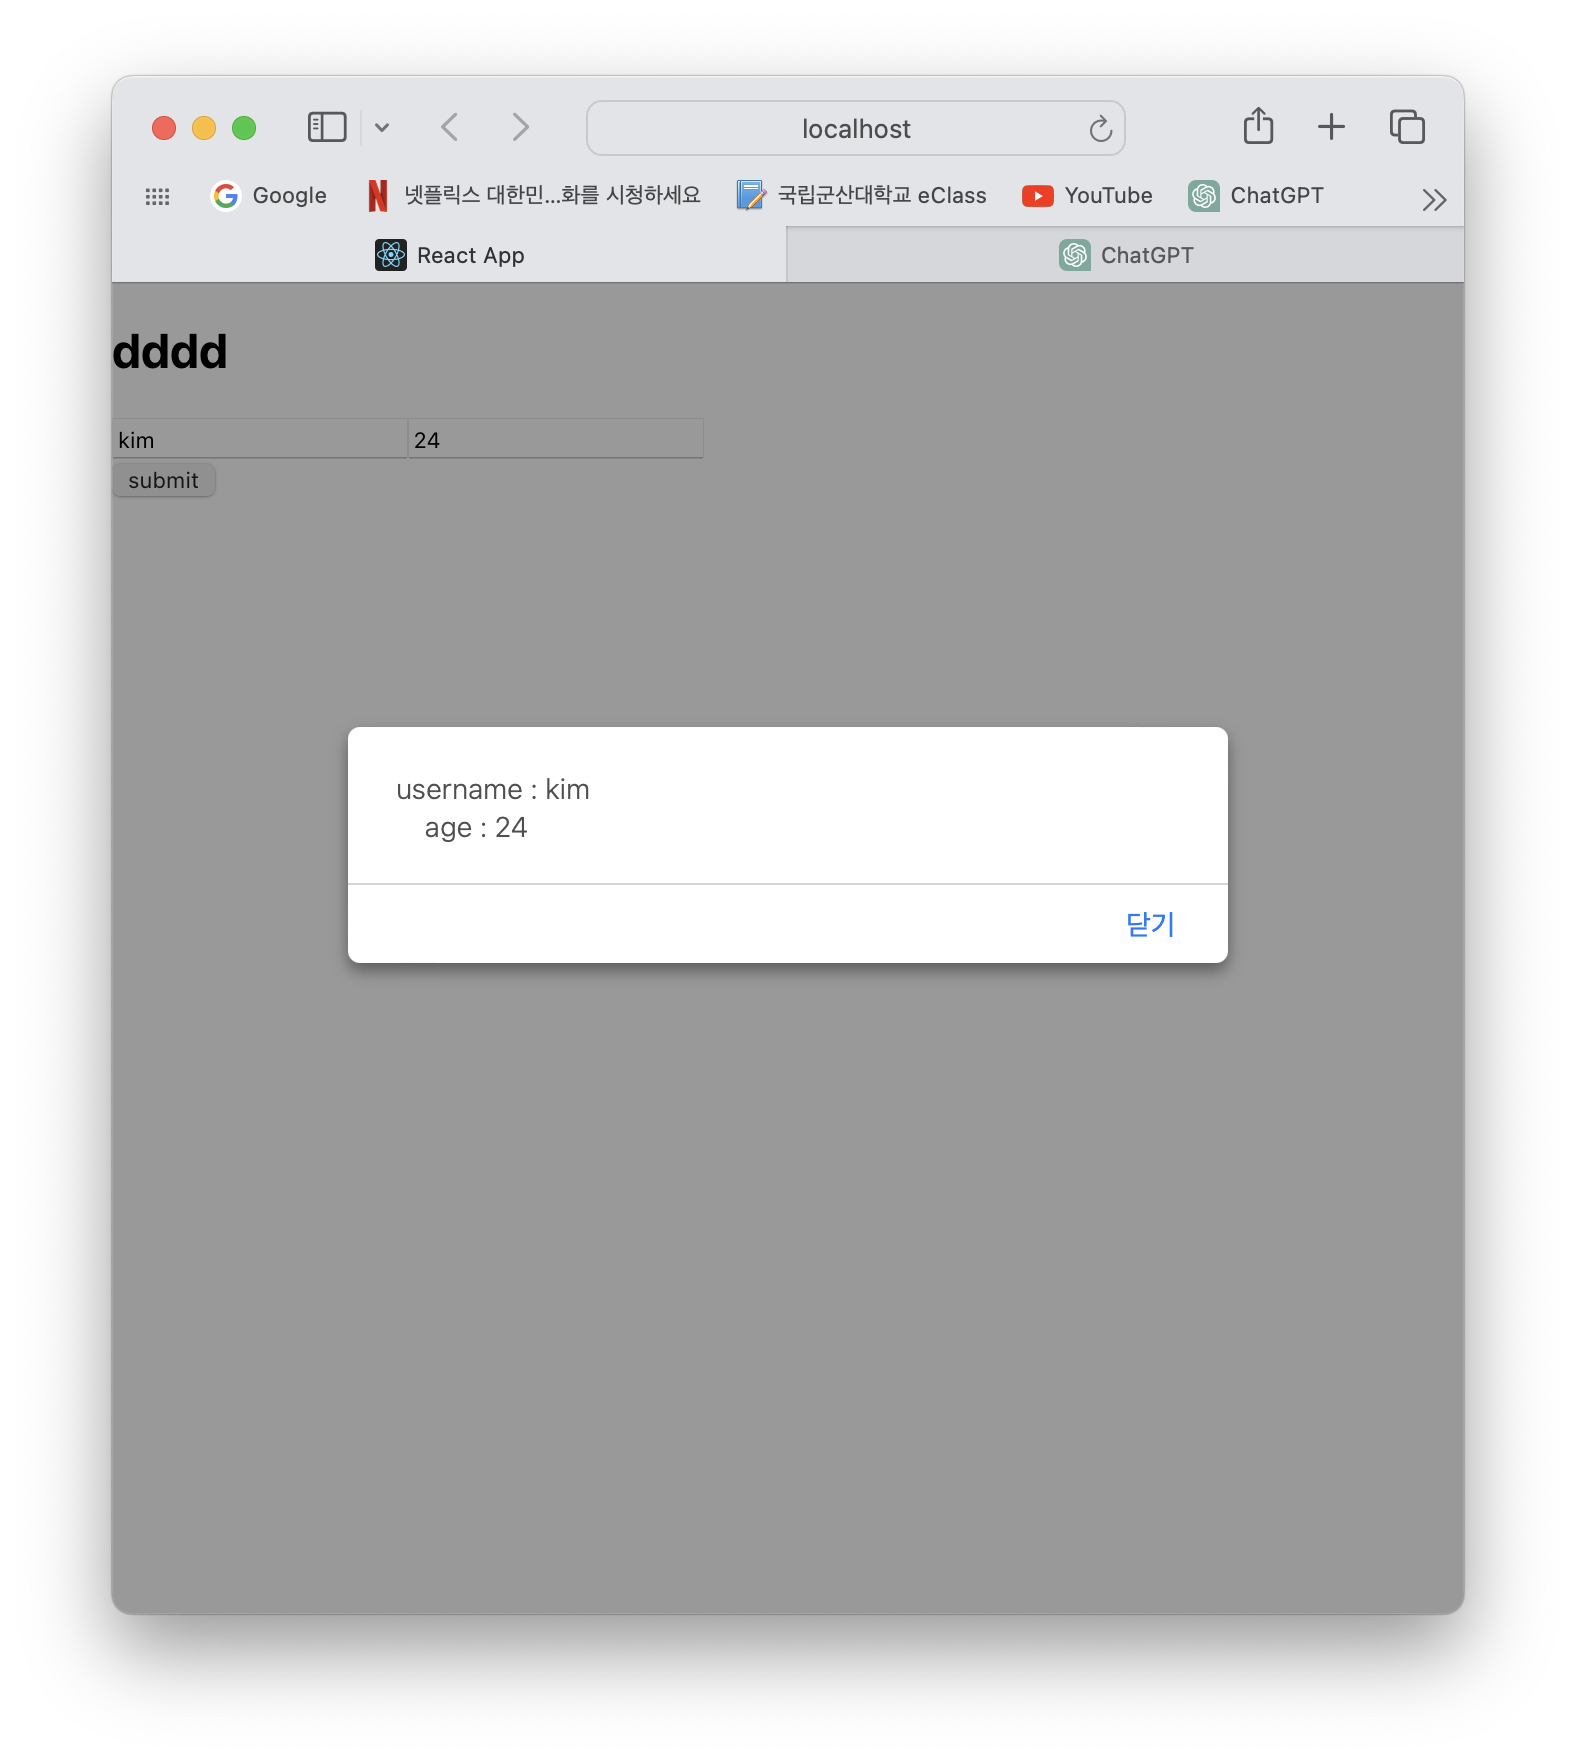 localhost
Google 넷플릭스 대한민...화를 시청하세요 국립군산대학교 eClass YouTube ChatGPT
React App ChatGPT
dddd
kim 24
submit
username : kim
age : 24
닫기